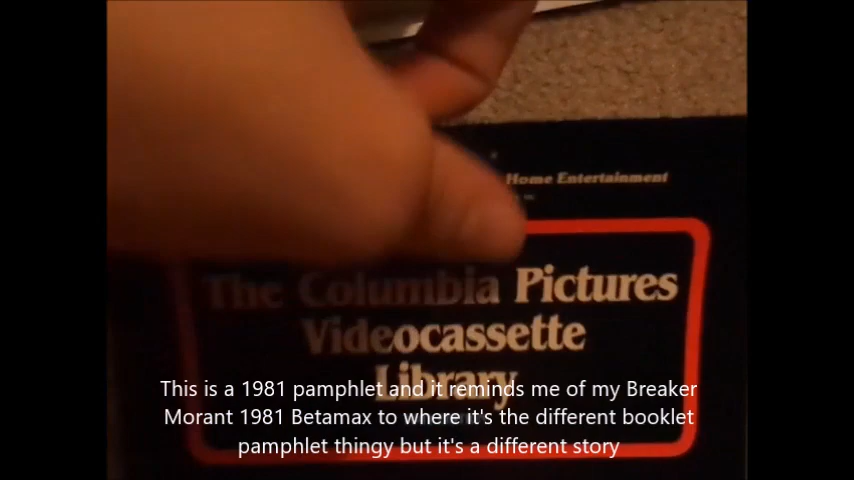 Home Entertainment
The Columbia Pictures
Videocassette
Library
This is a 1981 pamphlet and it reminds me of my Breaker
Morant 1981 Betamax to where it's the different booklet
pamphlet thingy but it's a different story